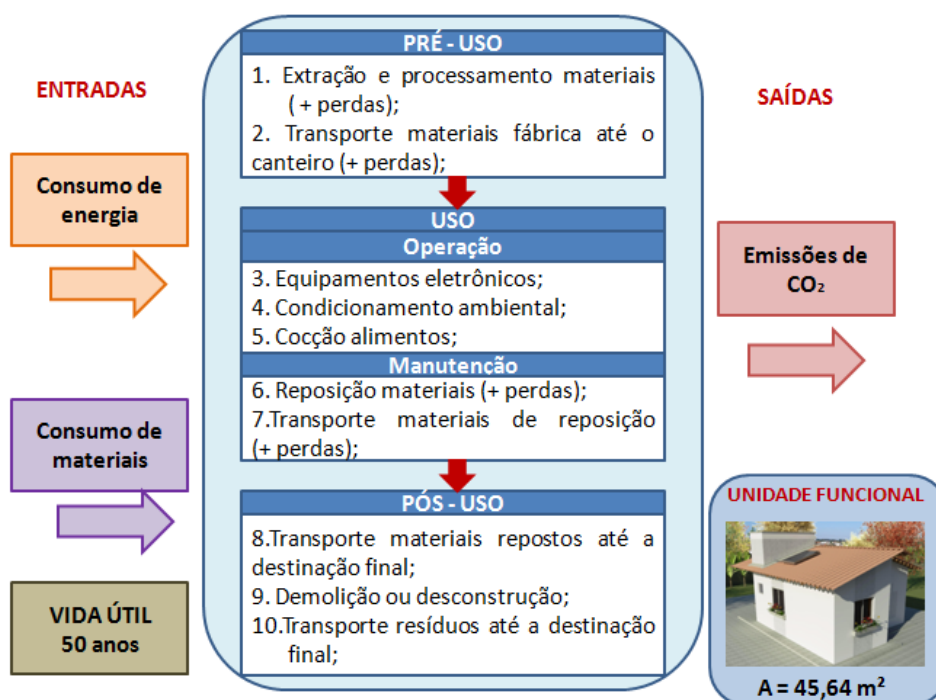 ENTRADAS
Consumo de
energia
Consumo de
materiais
VIDA ÚTIL
50 anos
PRÉ - USO
1. Extração e processamento materiais
( + perdas);
2. Transporte materiais fábrica até o
canteiro (+ perdas);
USO
Operação
3. Equipamentos eletrônicos;
4. Condicionamento ambiental;
5. Cocção alimentos;
Manutenção
6. Reposição materiais (+ perdas);
7.Transporte materiais de reposição
(+ perdas);
PÓS - USO
8.Transporte materiais repostos até a
destinação final;
9. Demolição ou desconstrução;
10.Transporte resíduos até a destinação
final;
SAÍDAS
Emissões de
CO₂
UNIDADE FUNCIONAL
A = 45,64 m²